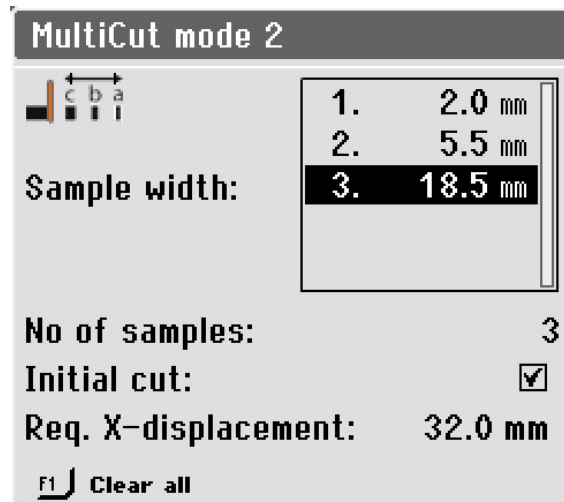 MultiCut mode 2
c b a
1. 2.0 mm
2. 5.5 mm
Sample width:
3. 18.5 mm
No of samples: 3
Initial cut:
Req. X-displacement: 32.0 mm
F1 Clear all